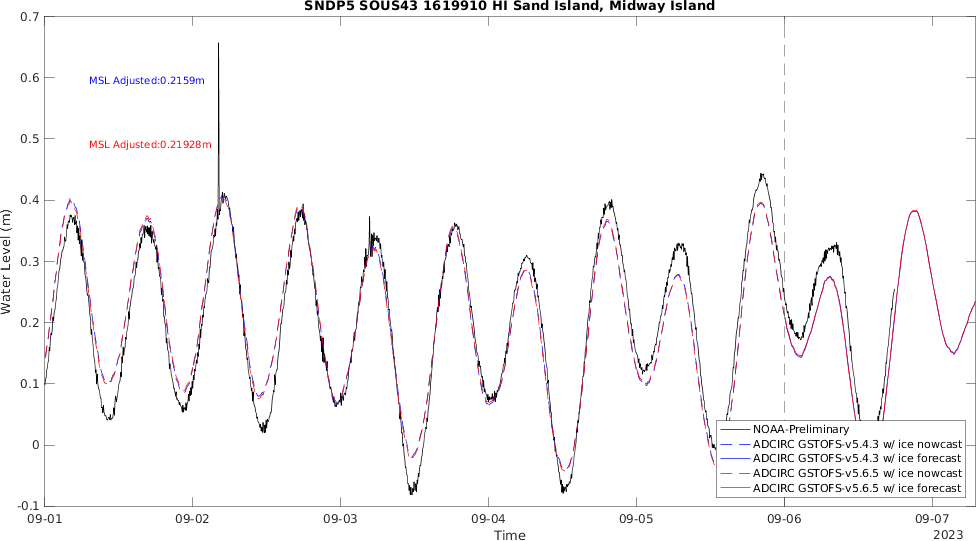 SNDP5 SOUS43 1619910 HI Sand Island, Midway Island
0.7
0.6
0.5
0.4
0.3
0.2
0.1
0
-0.1
Water Level (m)
MSL Adjusted:0.2159m
MSL Adjusted:0.21928m
NOAA-Preliminary
ADCIRC GSTOFS-v5.4.3 w/ ice nowcast
ADCIRC GSTOFS-v5.4.3 w/ ice forecast
ADCIRC GSTOFS-v5.6.5 w/ ice nowcast
ADCIRC GSTOFS-v5.6.5 w/ ice forecast
09-01 09-02 09-03 09-04 09-05 09-06 09-07
Time
2023